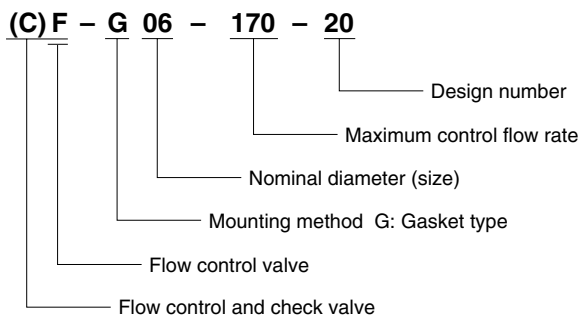 (C) F – G 06 – 170 – 20
Design number
Maximum control flow rate
Nominal diameter (size)
Mounting method G: Gasket type
Flow control valve
Flow control and check valve